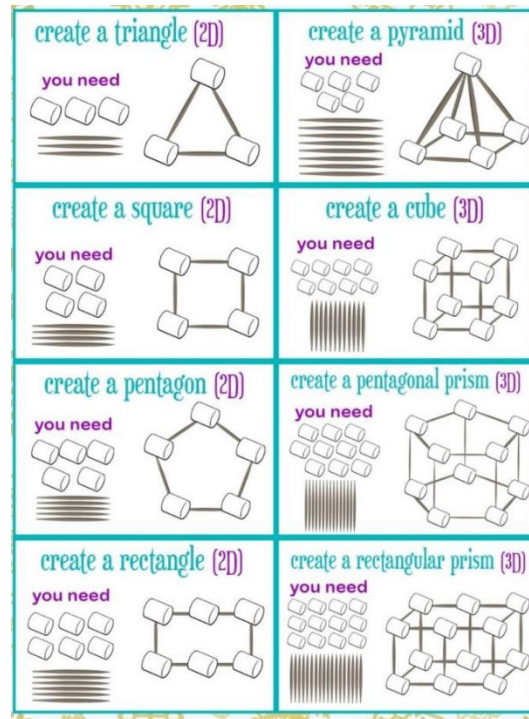 create a triangle (2D)
you need
create a pyramid (3D)
you need
create a square (2D)
you need
create a cube (3D)
you need
create a pentagon (2D)
you need
create a pentagonal prism (3D)
you need
create a rectangle (2D)
you need
create a rectangular prism (3D)
you need